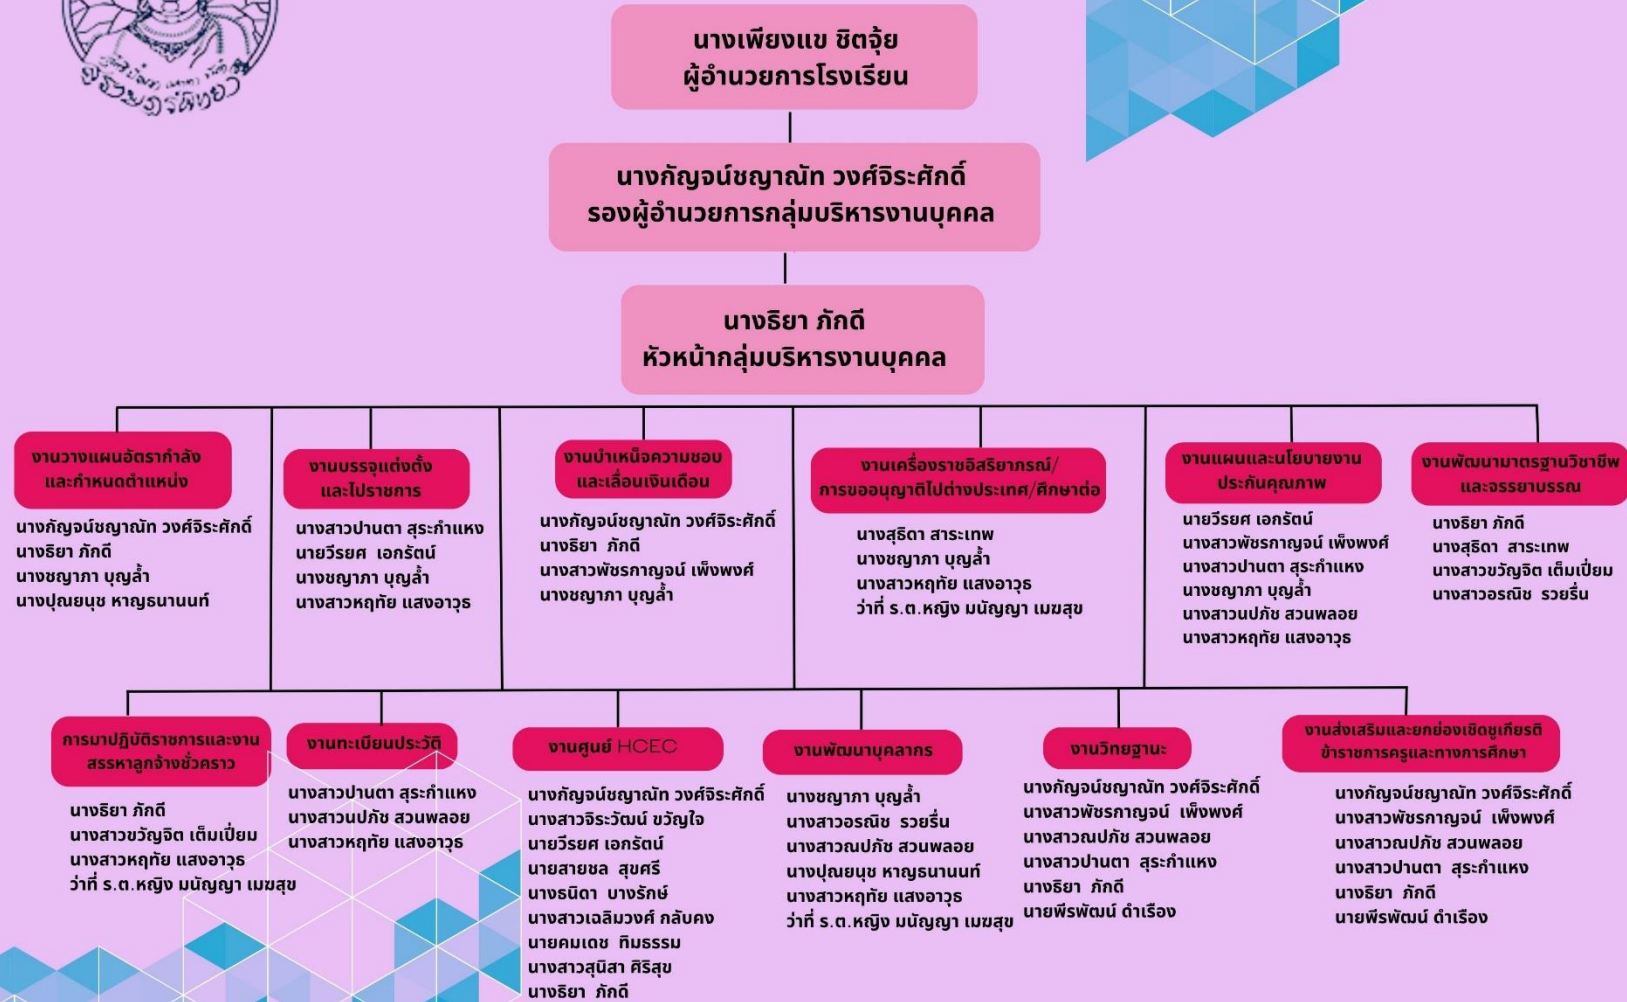 นางเพียงแข ชิตจุ้ย
ผู้อำนวยการโรงเรียน
นางกัญจน์ชญาณัท วงศ์จิระศักดิ์
รองผู้อำนวยการกลุ่มบริหารงานบุคคล
นางธิยา ภักดี
หัวหน้ากลุ่มบริหารงานบุคคล
งานวางแผนอัตรากำลัง
และกำหนดตำแหน่ง
นางกัญจน์ชญาณัท วงศ์จิระศักดิ์
นางธิยา ภักดี
นางชญาภา บุญล้ำ
นางปุณยนุช หาญธนานนท์
งานบรรจุแต่งตั้ง
และไปราชการ
นางสาวปานตา สุระกำแหง
นายวีรยศ เอกรัตน์
นางชญาภา บุญล้ำ
นางสาวหฤทัย แสงอาวุธ
งานบำเหน็จความชอบ
และเลื่อนเงินเดือน
นางกัญจน์ชญาณัท วงศ์จิระศักดิ์
นางธิยา ภักดี
นางสาวพัชรกาญจน์ เพ็งพงศ์
นางชญาภา บุญล้ำ
งานเครื่องราชอิสริยาภรณ์/
การขออนุญาติไปต่างประเทศ/ศึกษาต่อ
นางสุธิดา สาระเทพ
นางชญาภา บุญล้ำ
นางสาวหฤทัย แสงอาวุธ
ว่าที่ ร.ต.หญิง มนัญญา เมฆสุข
งานแผนและนโยบายงาน
ประกันคุณภาพ
นายวีรยศ เอกรัตน์
นางสาวพัชรกาญจน์ เพ็งพงศ์
นางสาวปานตา สุระกำแหง
นางชญาภา บุญล้ำ
นางสาวนปภัช สวนพลอย
นางสาวหฤทัย แสงอาวุธ
งานพัฒนามาตรฐานวิชาชีพ
และจรรยาบรรณ
นางธิยา ภักดี
นางสุธิดา สาระเทพ
นางสาวขวัญจิต เต็มเปี่ยม
นางสาวอรณิช รวยรื่น
การมาปฏิบัติราชการและงาน
สรรหาลูกจ้างชั่วคราว
นางธิยา ภักดี
นางสาวขวัญจิต เต็มเปี่ยม
นางสาวหฤทัย แสงอาวุธ
ว่าที่ ร.ต.หญิง มนัญญา เมฆสุข
งานทะเบียนประวัติ
นางสาวปานตา สุระกำแหง
นางสาวนปภัช สวนพลอย
นางสาวหฤทัย แสงอาวุธ
งานศูนย์ HCEC
นางกัญจน์ชญาณัท วงศ์จิระศักดิ์
นางสาวจิระวัฒน์ ขวัญใจ
นายวีรยศ เอกรัตน์
นายสายชล สุขศรี
นางธนิดา บางรักษ์
นางสาวเฉลิมวงศ์ กลับคง
นายคมเดช ทิมธรรม
นางสาวสุนิสา ศิริสุข
นางธิยา ภักดี
งานพัฒนาบุคลากร
นางชญาภา บุญล้ำ
นางสาวอรณิช รวยรื่น
นางสาวณปภัช สวนพลอย
นางปุณยนุช หาญธนานนท์
นางสาวหฤทัย แสงอาวุธ
ว่าที่ ร.ต.หญิง มนัญญา เมฆสุข
งานวิทยฐานะ
นางกัญจน์ชญาณัท วงศ์จิระศักดิ์
นางสาวพัชรกาญจน์ เพ็งพงศ์
นางสาวณปภัช สวนพลอย
นางสาวปานตา สุระกำแหง
นางธิยา ภักดี
นายพีรพัฒน์ ดำเรือง
งานส่งเสริมและยกย่องเชิดชูเกียรติ
ข้าราชการครูและทางการศึกษา
นางกัญจน์ชญาณัท วงศ์จิระศักดิ์
นางสาวพัชรกาญจน์ เพ็งพงศ์
นางสาวณปภัช สวนพลอย
นางสาวปานตา สุระกำแหง
นางธิยา ภักดี
นายพีรพัฒน์ ดำเรือง